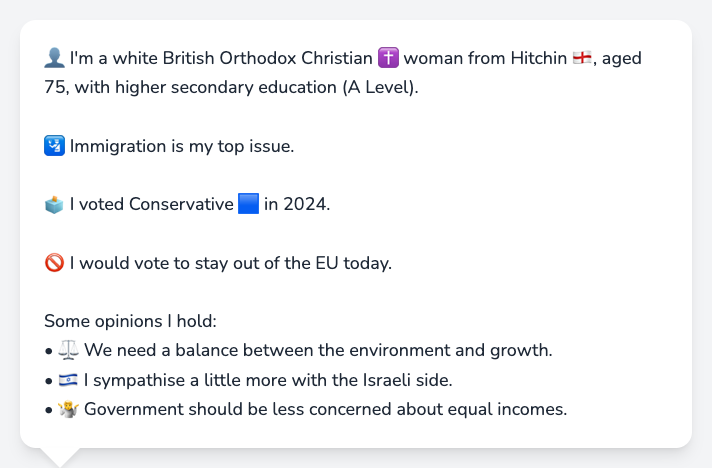 👤 I'm a white British Orthodox Christian ✝️ woman from Hitchin 🏴󠁧󠁢󠁥󠁮󠁧󠁿, aged
75, with higher secondary education (A Level).
🛂 Immigration is my top issue.
🗳️ I voted Conservative 🟦 in 2024.
🚫 I would vote to stay out of the EU today.
Some opinions I hold:
• ⚖️ We need a balance between the environment and growth.
• 🇮🇱 I sympathise a little more with the Israeli side.
• 🤷 Government should be less concerned about equal incomes.